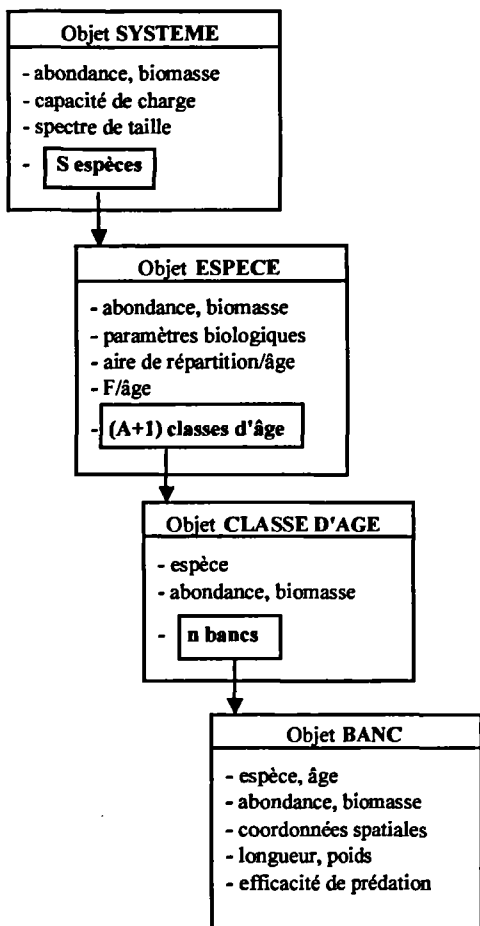 Objet SYSTEME
- abondance, biomasse
- capacité de charge
- spectre de taille
- S espèces
Objet ESPECE
- abondance, biomasse
- paramètres biologiques
- aire de répartition/âge
- F/âge
- (A+1) classes d'âge
Objet CLASSE D'AGE
- espèce
- abondance, biomasse
- n bancs
Objet BANC
- espèce, âge
- abondance, biomasse
- coordonnées spatiales
- longueur, poids
- efficacité de prédation